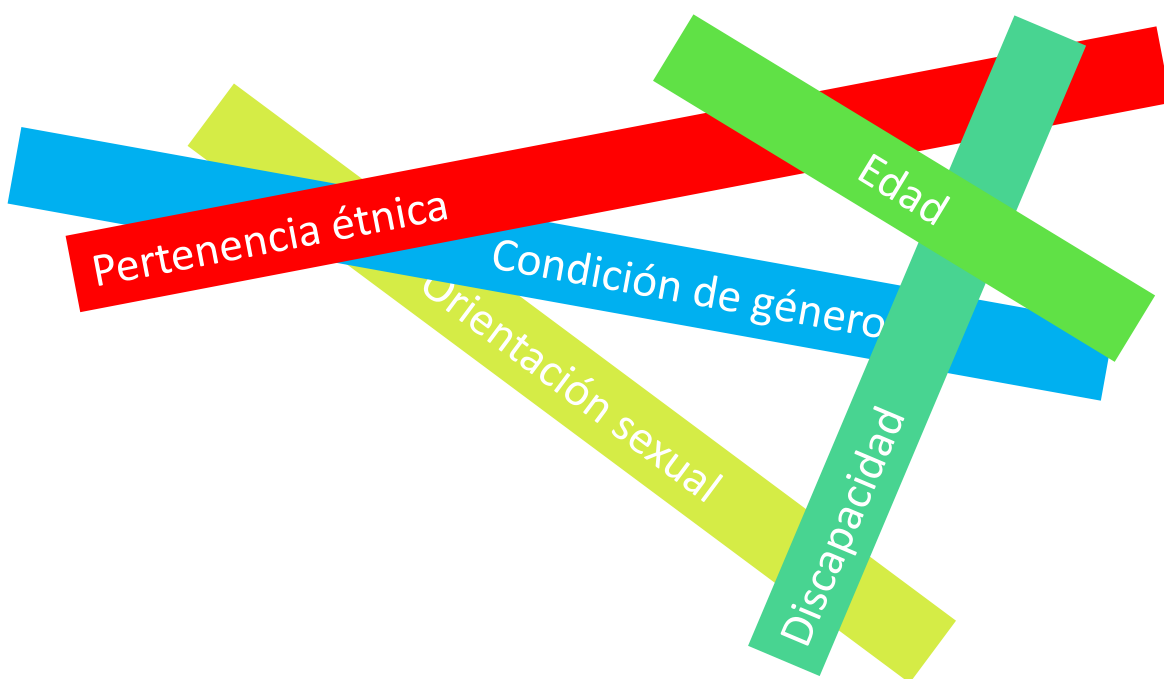 Edad
Pertenencia étnica
Condición de género
Orientación sexual
Discapacidad